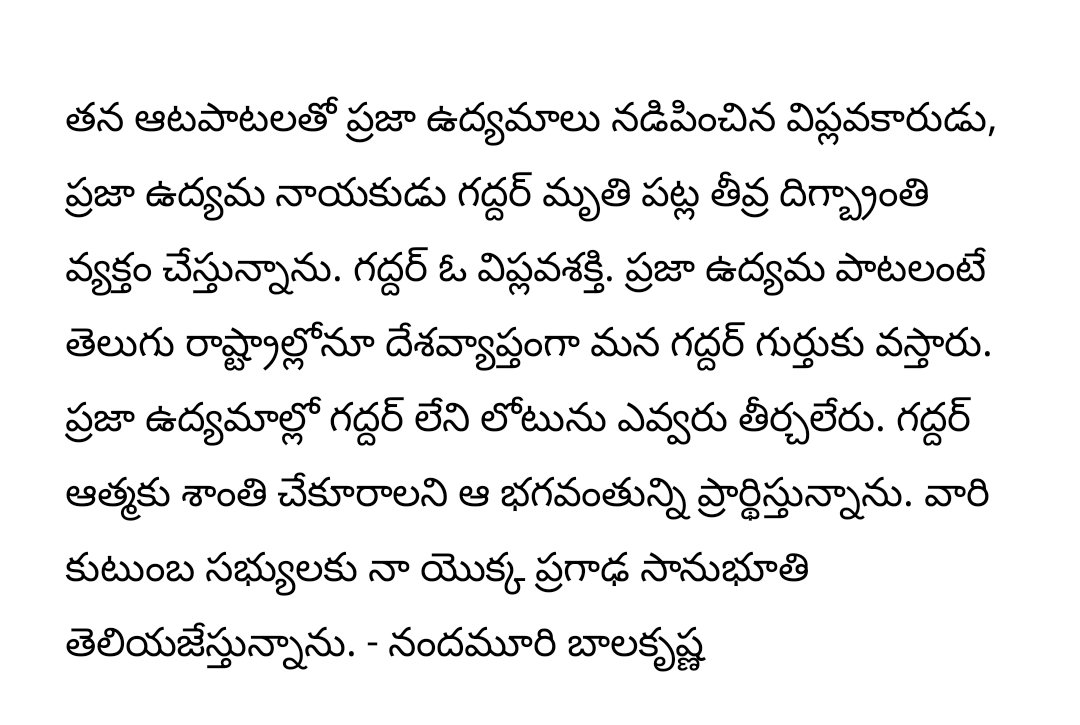 తన ఆటపాటలతో ప్రజా ఉద్యమాలు నడిపించిన విప్లవకారుడు,
ప్రజా ఉద్యమ నాయకుడు గద్దర్ మృతి పట్ల తీవ్ర దిగ్భ్రాంతి
వ్యక్తం చేస్తున్నాను. గద్దర్ ఓ విప్లవశక్తి. ప్రజా ఉద్యమ పాటలంటే
తెలుగు రాష్ట్రాల్లోనూ దేశవ్యాప్తంగా మన గద్దర్ గుర్తుకు వస్తారు.
ప్రజా ఉద్యమాల్లో గద్దర్ లేని లోటును ఎవ్వరు తీర్చలేరు. గద్దర్
ఆత్మకు శాంతి చేకూరాలని ఆ భగవంతున్ని ప్రార్థిస్తున్నాను. వారి
కుటుంబ సభ్యులకు నా యొక్క ప్రగాఢ సానుభూతి
తెలియజేస్తున్నాను. - నందమూరి బాలకృష్ణ